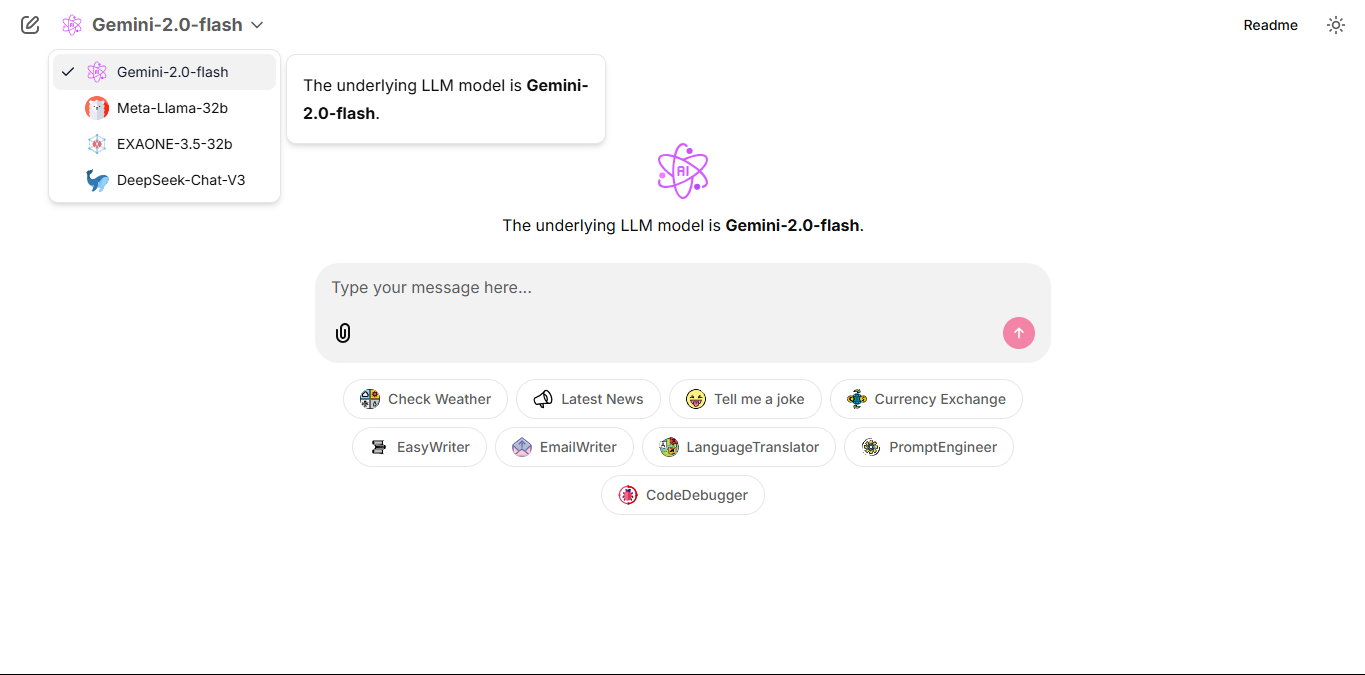 Gemini-2.0-flash
Readme
Gemini-2.0-flash
Meta-Llama-32b
EXAONE-3.5-32b
DeepSeek-Chat-V3
The underlying LLM model is Gemini-
2.0-flash.
AI
The underlying LLM model is Gemini-2.0-flash.
Type your message here...
Check Weather
Latest News
Tell me a joke
Currency Exchange
EasyWriter
EmailWriter
LanguageTranslator
PromptEngineer
CodeDebugger